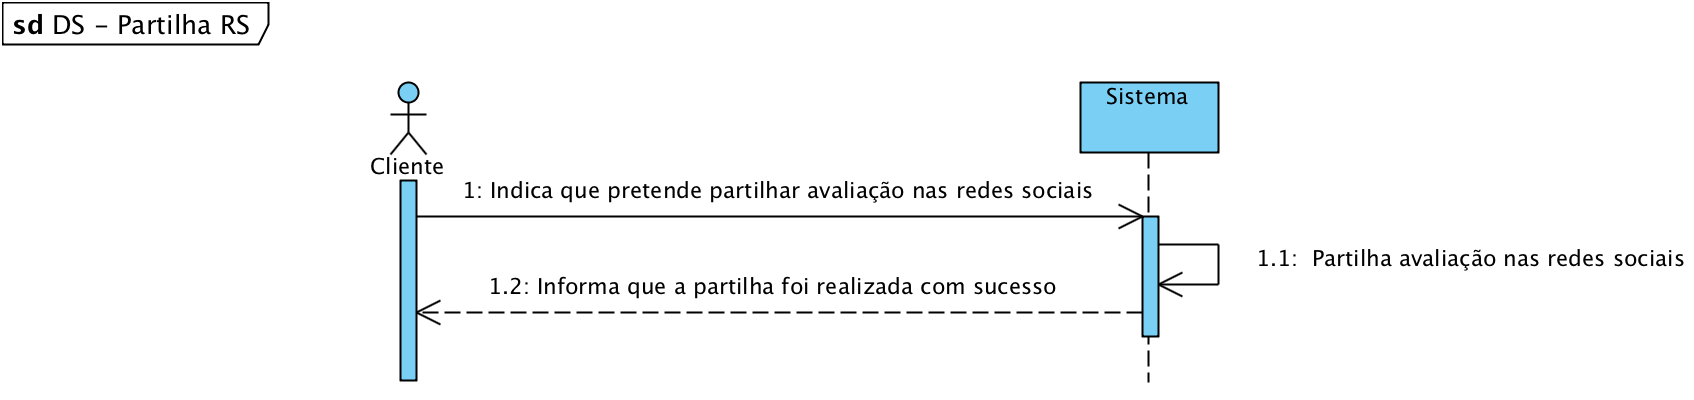 sd DS – Partilha RS
Sistema
Cliente
1: Indica que pretende partilhar avaliação nas redes sociais
1.1:  Partilha avaliação nas redes sociais
1.2: Informa que a partilha foi realizada com sucesso